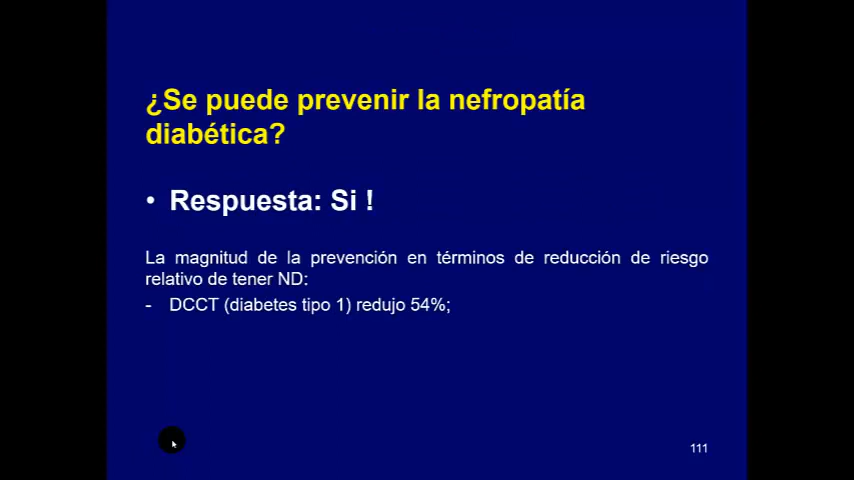 ¿Se puede prevenir la nefropatía
diabética?
• Respuesta: Si !
La magnitud de la prevención en términos de reducción de riesgo
relativo de tener ND:
- DCCT (diabetes tipo 1) redujo 54%;
111